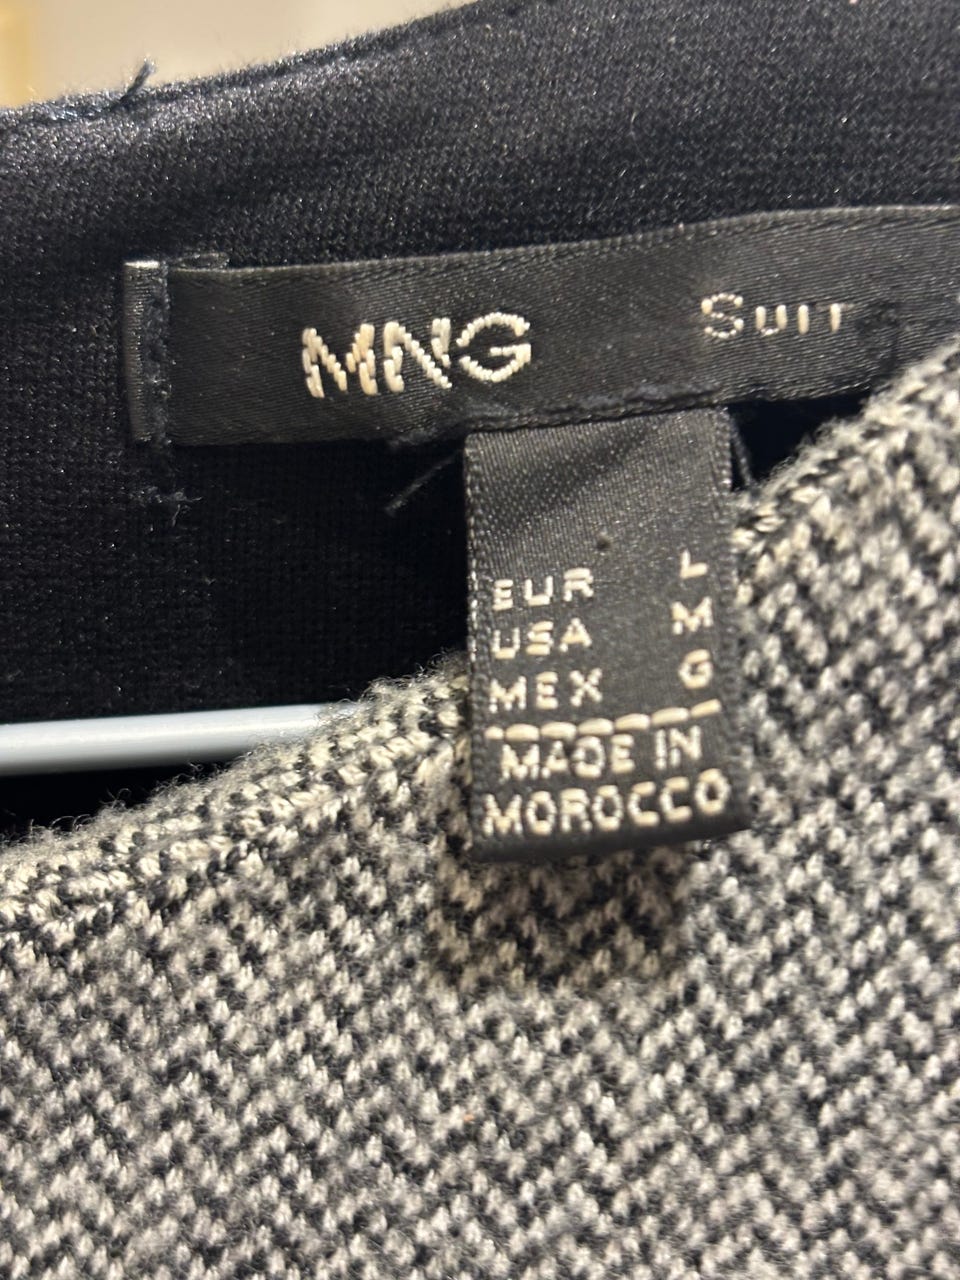 MNG Suit
EUR L
USA M
MEX G
MADE IN
MOROCCO